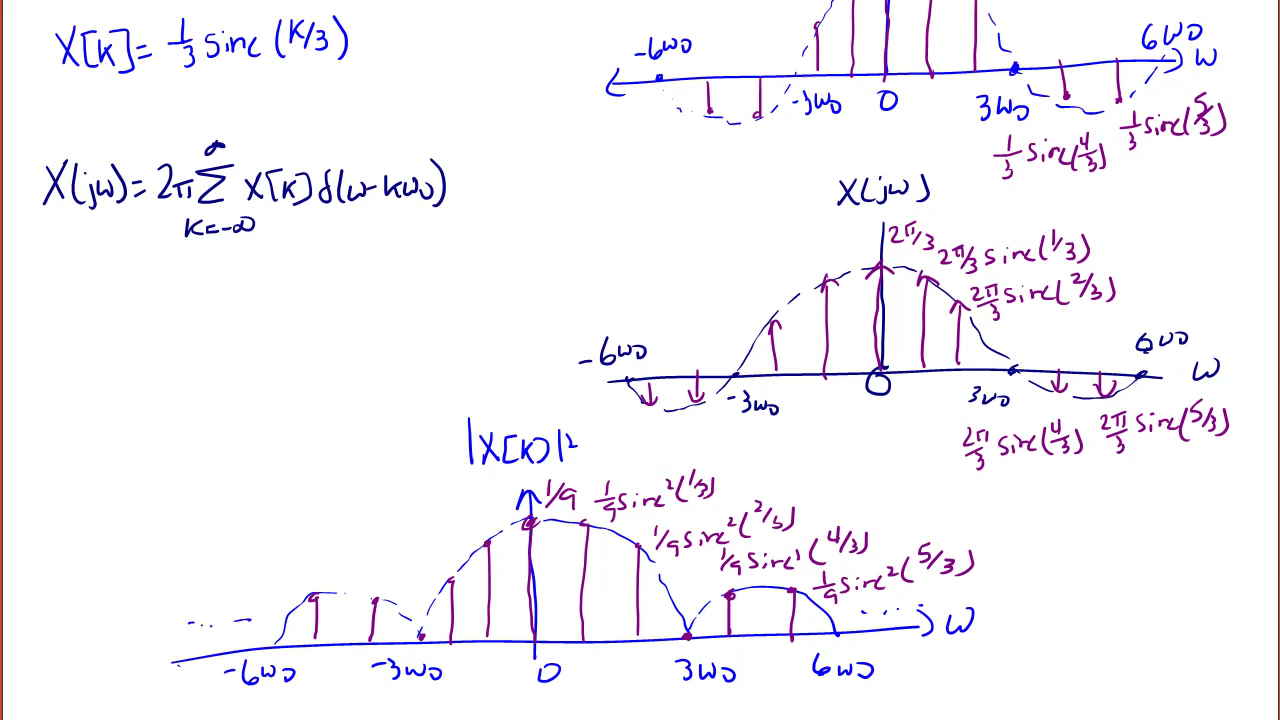 X[k] = 1/3 sinc (k/3)
-6ω0
6ω0
ω
-3ω0 0 3ω0
1/3 sinc(4/3) 1/3 sinc(5/3)
X(jω) = 2π ∑ X[k] δ(ω-kω0)
∞
k=-∞
X(jω)
2π/3 2π/3 sinc(1/3)
2π/3 sinc(2/3)
-6ω0 6ω0
-3ω0 0 3ω0 ω
2π/3 sinc(4/3) 2π/3 sinc(5/3)
|X[k]|²
1/9 1/9 sinc²(1/3)
1/9 sinc²(2/3)
1/9 sinc²(4/3)
1/9 sinc²(5/3)
... ... ω
-6ω0 -3ω0 0 3ω0 6ω0